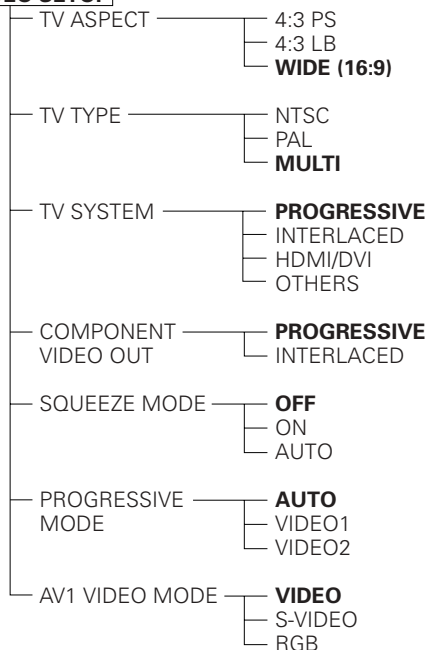 TV ASPECT 4:3 PS
4:3 LB
WIDE (16:9)
TV TYPE NTSC
PAL
MULTI
TV SYSTEM PROGRESSIVE
INTERLACED
HDMI/DVI
OTHERS
COMPONENT PROGRESSIVE
VIDEO OUT INTERLACED
SQUEEZE MODE OFF
ON
AUTO
PROGRESSIVE AUTO
MODE VIDEO1
VIDEO2
AV1 VIDEO MODE VIDEO
S-VIDEO
RGB